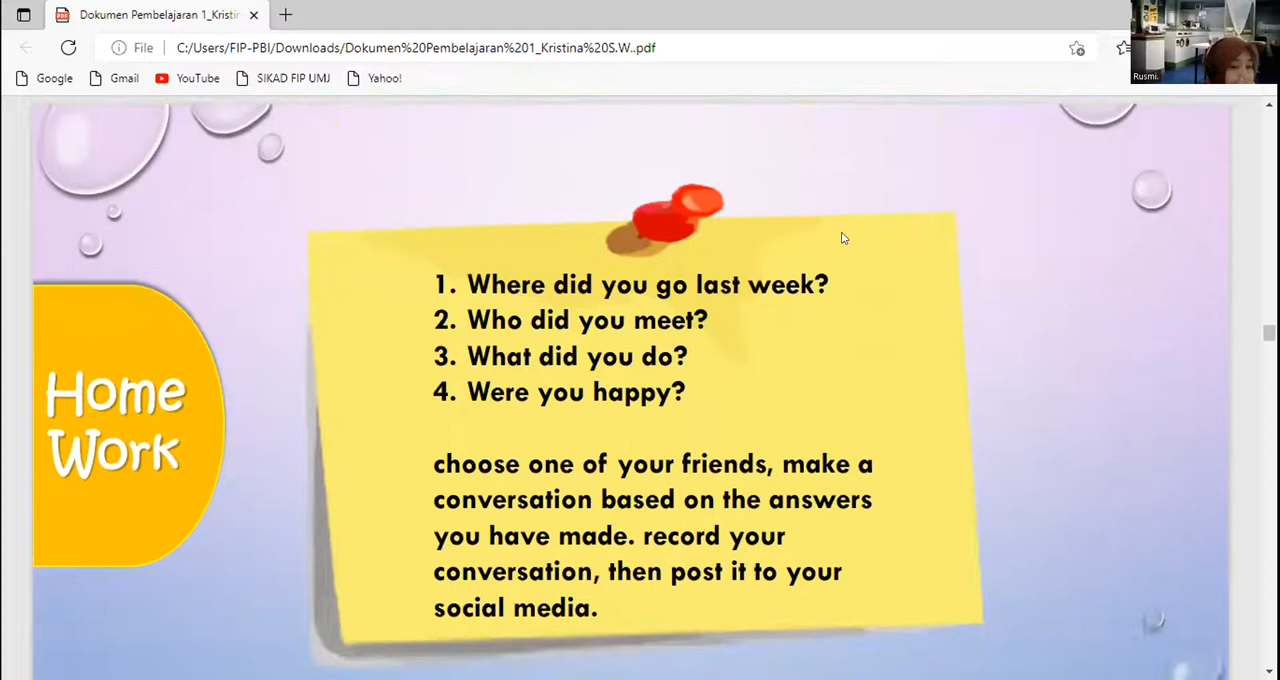 Dokumen Pembelajaran 1_Kristin
File C:/Users/FIP-PBI/Downloads/Dokumen%20Pembelajaran%201_Kristina%20S.W..pdf
Google Gmail YouTube SIKAD FIP UMJ Yahoo!
Rusmi.
1. Where did you go last week?
2. Who did you meet?
3. What did you do?
4. Were you happy?
Home
Work
choose one of your friends, make a
conversation based on the answers
you have made. record your
conversation, then post it to your
social media.